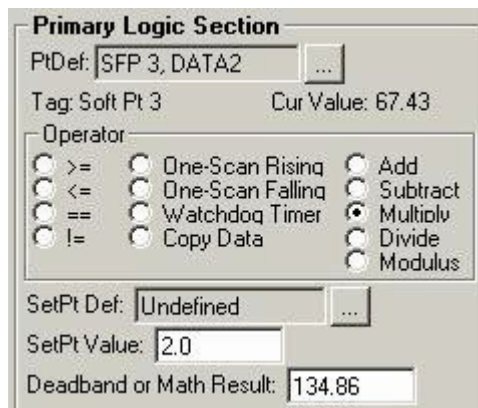 Primary Logic Section
PtDef: SFP 3, DATA2 ...
Tag: Soft Pt 3 Cur Value: 67.43
Operator
>= One-Scan Rising Add
<= One-Scan Falling Subtract
== Watchdog Timer Multiply
!= Copy Data Divide
Modulus
SetPt Def: Undefined ...
SetPt Value: 2.0
Deadband or Math Result: 134.86